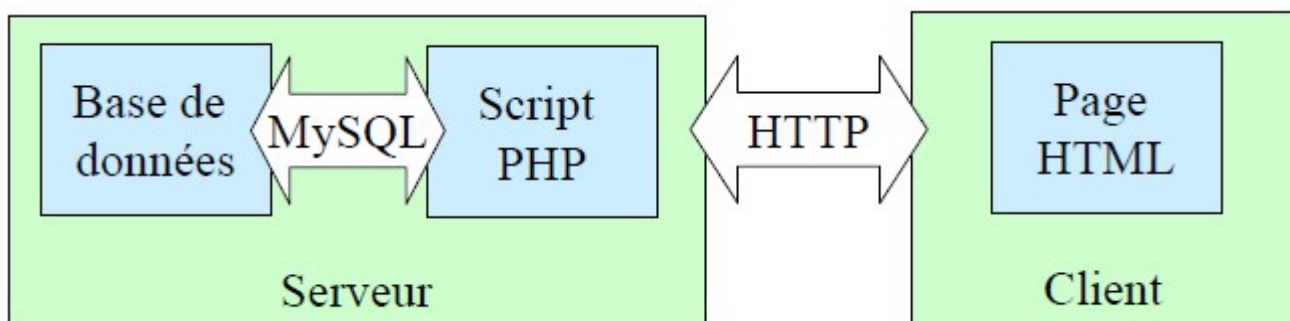 Base de
données
MySQL
Script
PHP
Serveur
HTTP
Page
HTML
Client